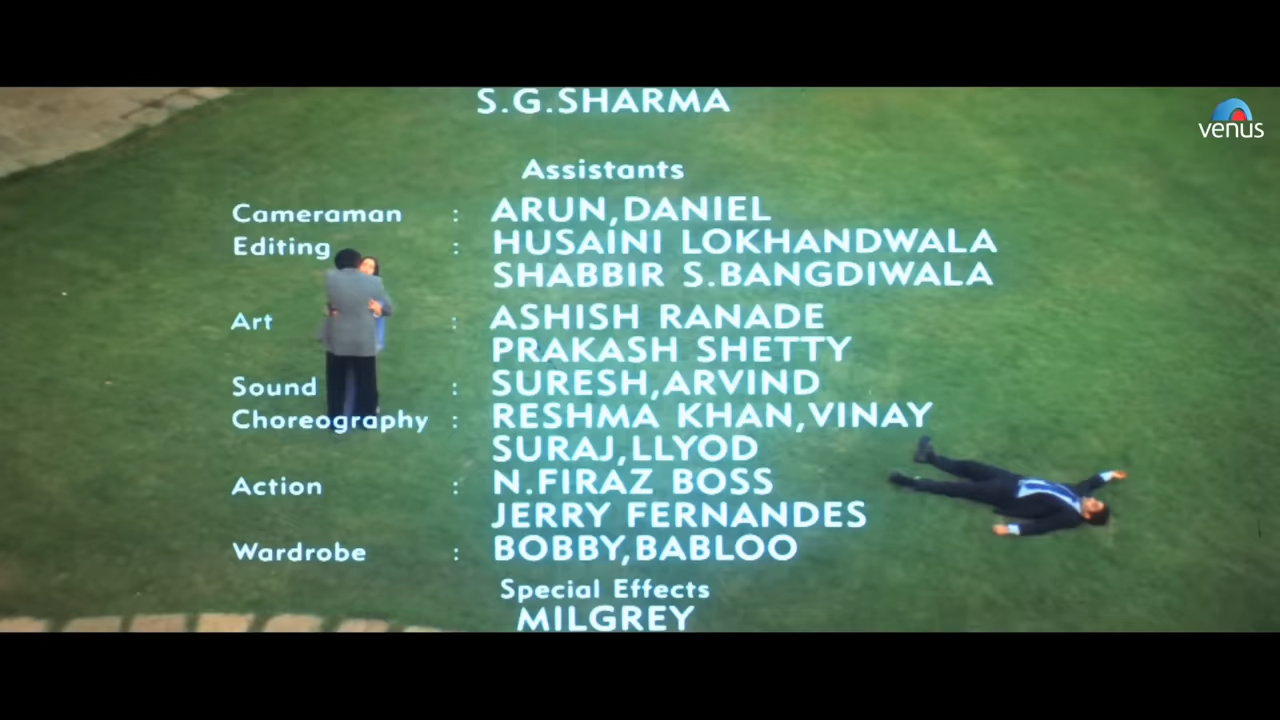 S.G.SHARMA
venus
Assistants
Cameraman : ARUN,DANIEL
Editing : HUSAINI LOKHANDWALA
SHABBIR S.BANGDIWALA
Art : ASHISH RANADE
PRAKASH SHETTY
Sound : SURESH,ARVIND
Choreography : RESHMA KHAN,VINAY
SURAJ,LLYOD
Action : N.FIRAZ BOSS
JERRY FERNANDES
Wardrobe : BOBBY,BABLOO
Special Effects
MILGREY